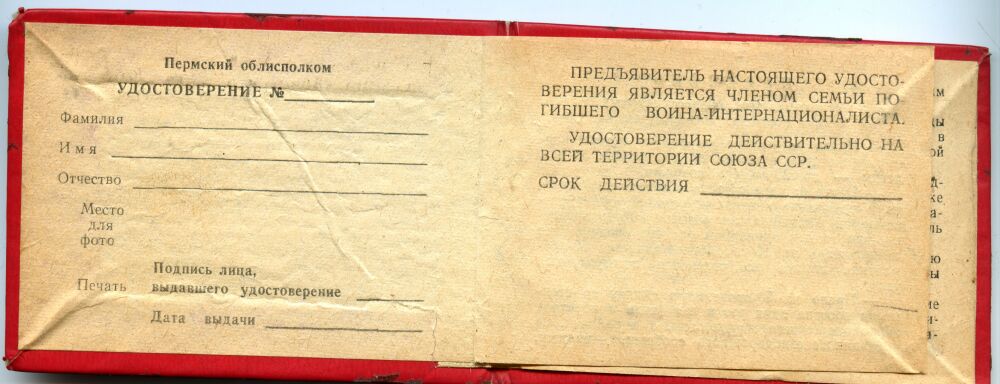 Пермский облисполком
УДОСТОВЕРЕНИЕ №
Фамилия
Имя
Отчество
Место
для
фото
Подпись лица,
Печать выдавшего удостоверение
Дата выдачи
ПРЕДЪЯВИТЕЛЬ НАСТОЯЩЕГО УДОСТО-
ВЕРЕНИЯ ЯВЛЯЕТСЯ ЧЛЕНОМ СЕМЬИ ПО-
ГИБШЕГО ВОИНА-ИНТЕРНАЦИОНАЛИСТА.
УДОСТОВЕРЕНИЕ ДЕЙСТВИТЕЛЬНО НА
ВСЕЙ ТЕРРИТОРИИ СОЮЗА ССР.
СРОК ДЕЙСТВИЯ